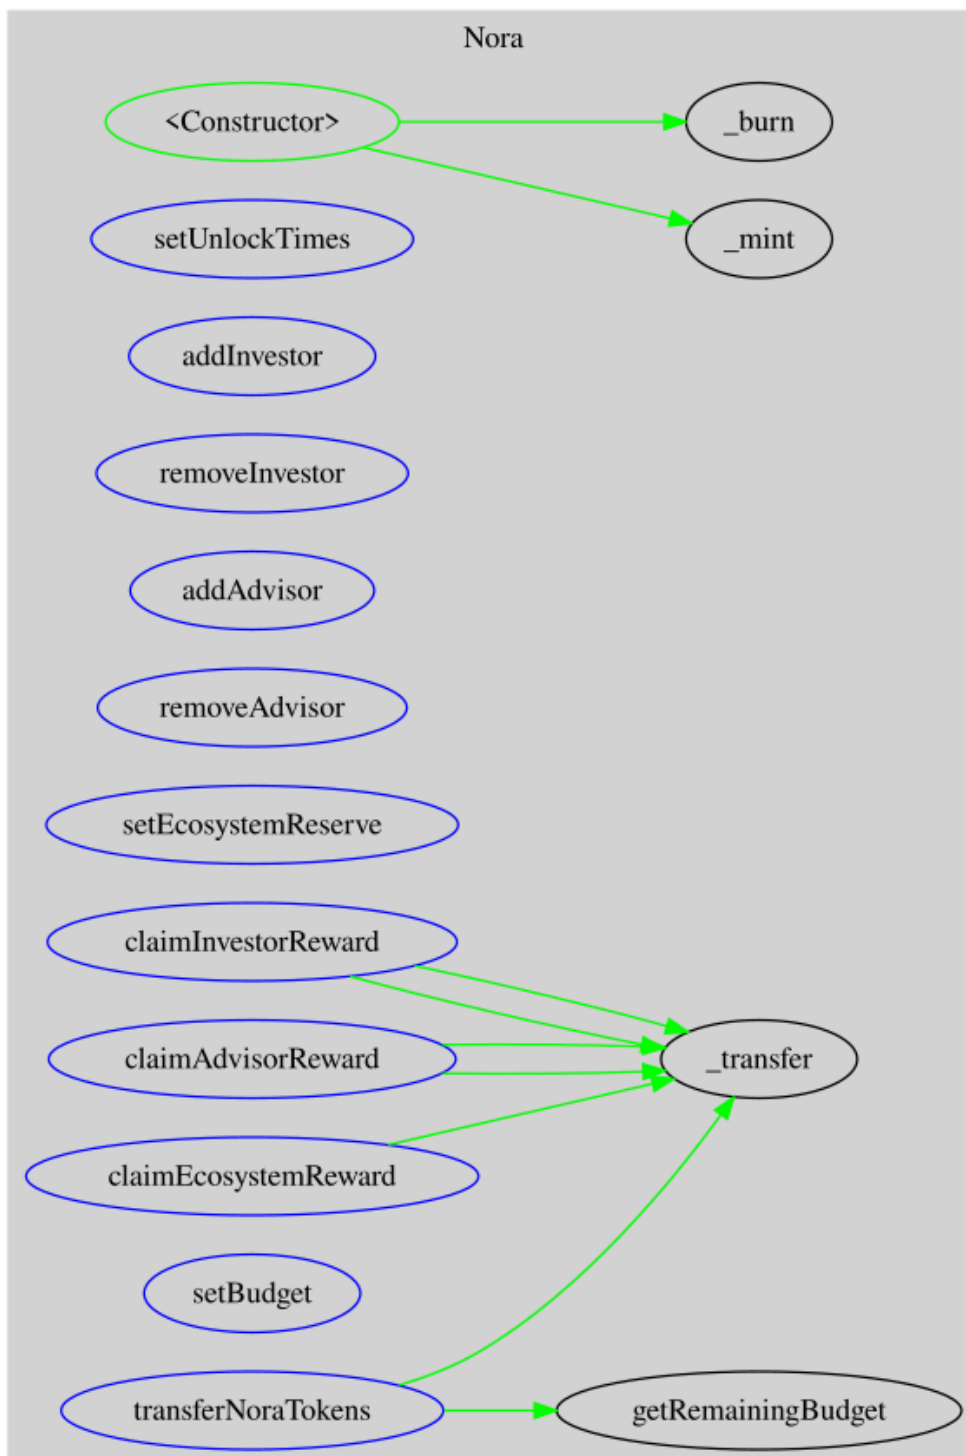 Nora
<Constructor>
_burn
setUnlockTimes
_mint
addInvestor
removeInvestor
addAdvisor
removeAdvisor
setEcosystemReserve
claimInvestorReward
claimAdvisorReward
_transfer
claimEcosystemReward
setBudget
transferNoraTokens
getRemainingBudget